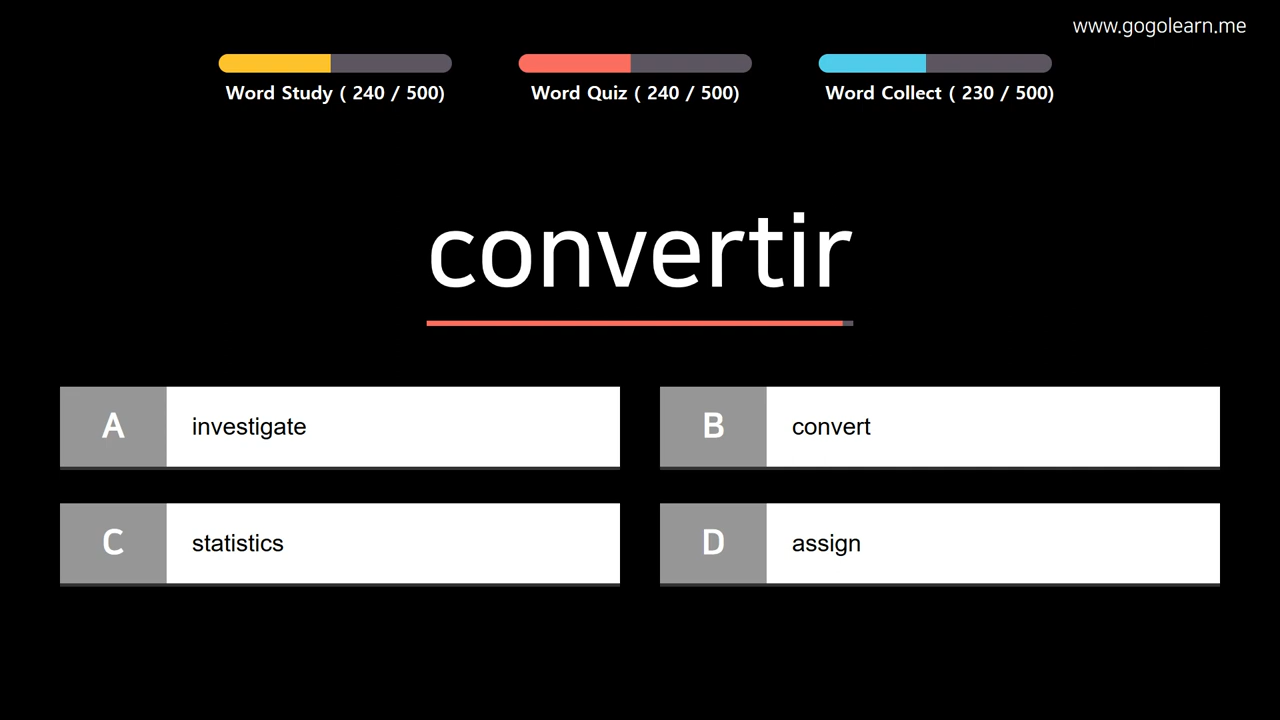 www.gogolearn.me
Word Study ( 240 / 500)
Word Quiz ( 240 / 500)
Word Collect ( 230 / 500)
convertir
A investigate
B convert
C statistics
D assign